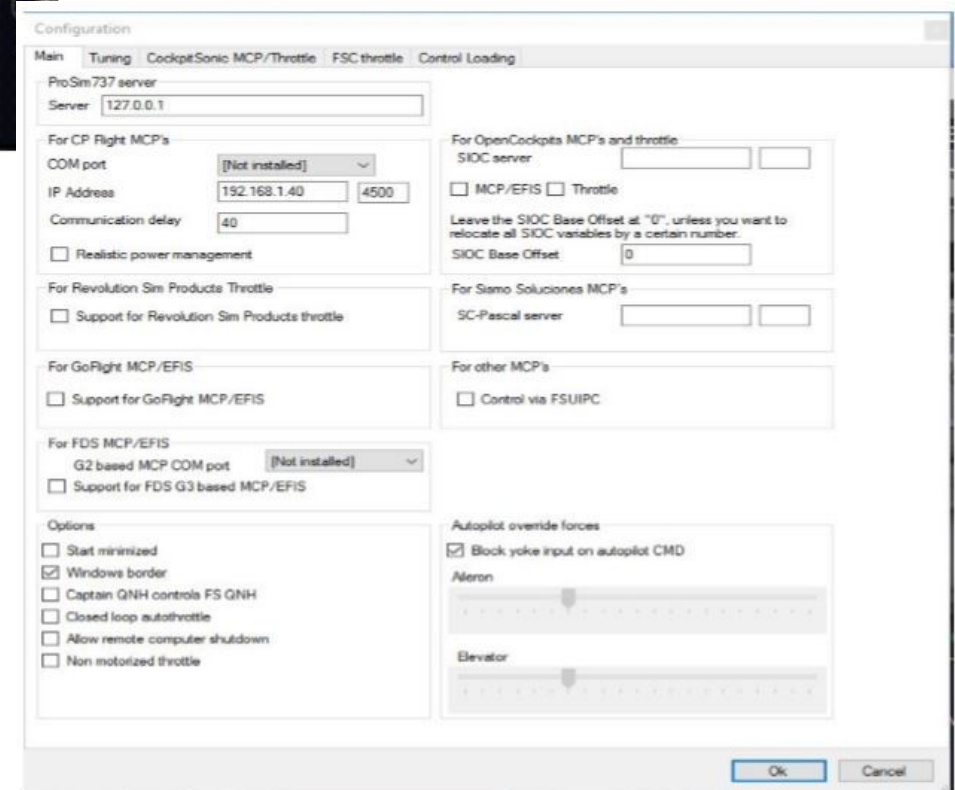 Configuration
Main Tuning CockpitSonic MCP/Throttle FSC throttle Control Loading
ProSim737 server
Server 127.0.0.1
For CP Flight MCP's
COM port [Not installed]
IP Address 192.168.1.40 4500
Communication delay 40
Realistic power management
For OpenCockpits MCP's and throttle
SIOC server
MCP/EFIS Throttle
Leave the SIOC Base Offset at "0", unless you want to
relocate all SIOC variables by a certain number.
SIOC Base Offset 0
For Revolution Sim Products Throttle
Support for Revolution Sim Products throttle
For Sismo Soluciones MCP's
SC-Pascal server
For GoFlight MCP/EFIS
Support for GoFlight MCP/EFIS
For other MCP's
Control via FSUIPC
For FDS MCP/EFIS
G2 based MCP COM port [Not installed]
Support for FDS G3 based MCP/EFIS
Options
Start minimized
Windows border
Captain QNH controls FS QNH
Closed loop autothrottle
Allow remote computer shutdown
Non motorized throttle
Autopilot override forces
Block yoke input on autopilot CMD
Aileron
Elevator
Ok Cancel